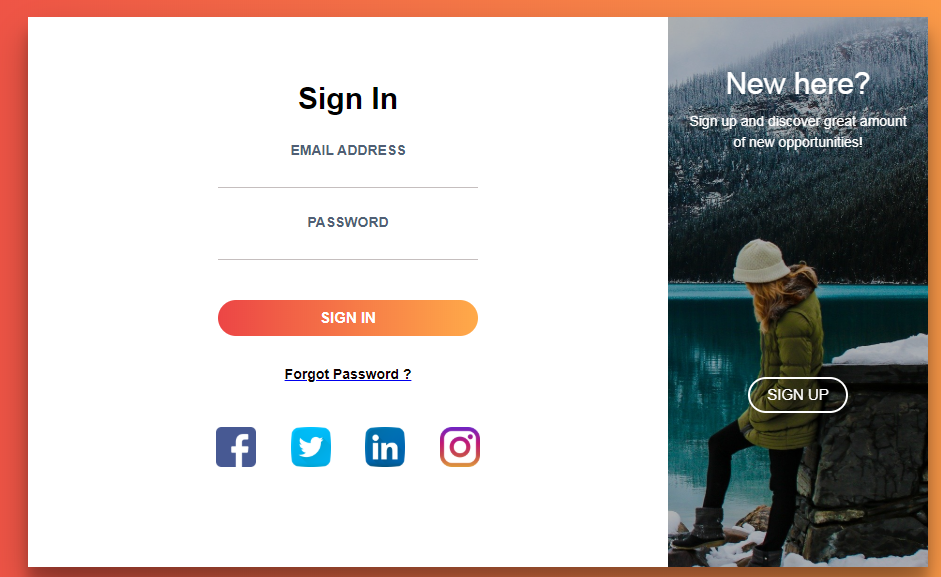 Sign In
EMAIL ADDRESS
PASSWORD
SIGN IN
Forgot Password ?
New here?
Sign up and discover great amount
of new opportunities!
SIGN UP